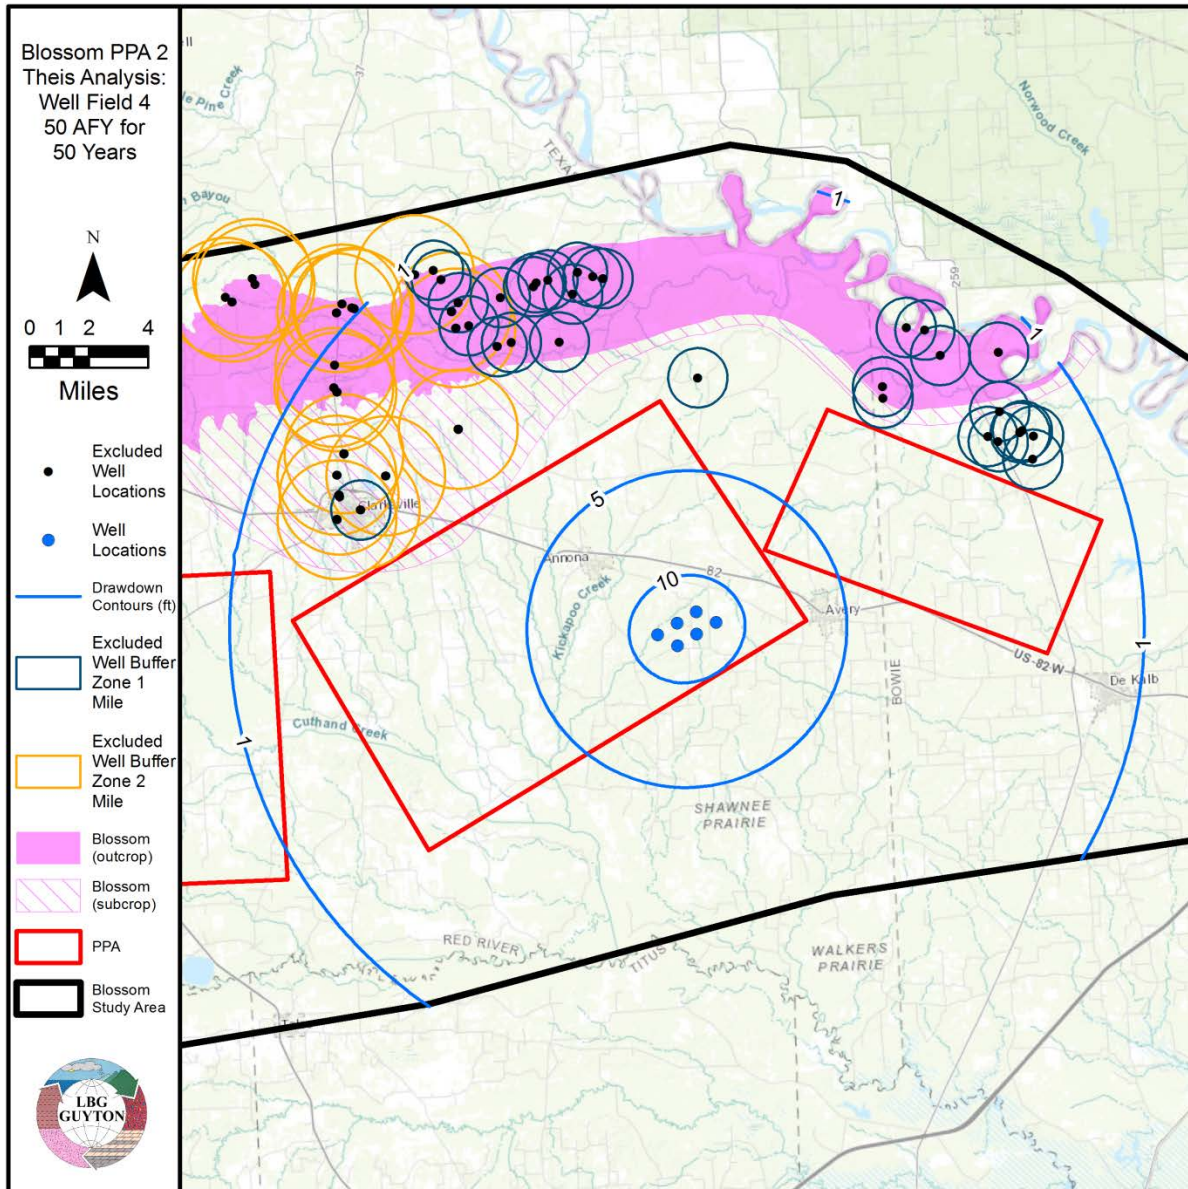 Blossom PPA 2
Theis Analysis:
Well Field 4
50 AFY for
50 Years
N
0 1 2 4
Miles
Excluded
Well
Locations
Well
Locations
Drawdown
Contours (ft)
Excluded
Well Buffer
Zone 1
Mile
Excluded
Well Buffer
Zone 2
Mile
Blossom
(outcrop)
Blossom
(subcrop)
PPA
Blossom
Study Area
LBG
GUYTON
ell
37
le Pine Creek
Bayou
TEXA
Norwood Creek
259
1
1
1
1
1
5
10
Clarksville
Annona
82
Kickapoo Creek
Avery
BOWIE
US-82 W
De Kalb
Cuthand Creek
SHAWNEE
PRAIRIE
RED RIVER
TITUS
WALKERS
PRAIRIE